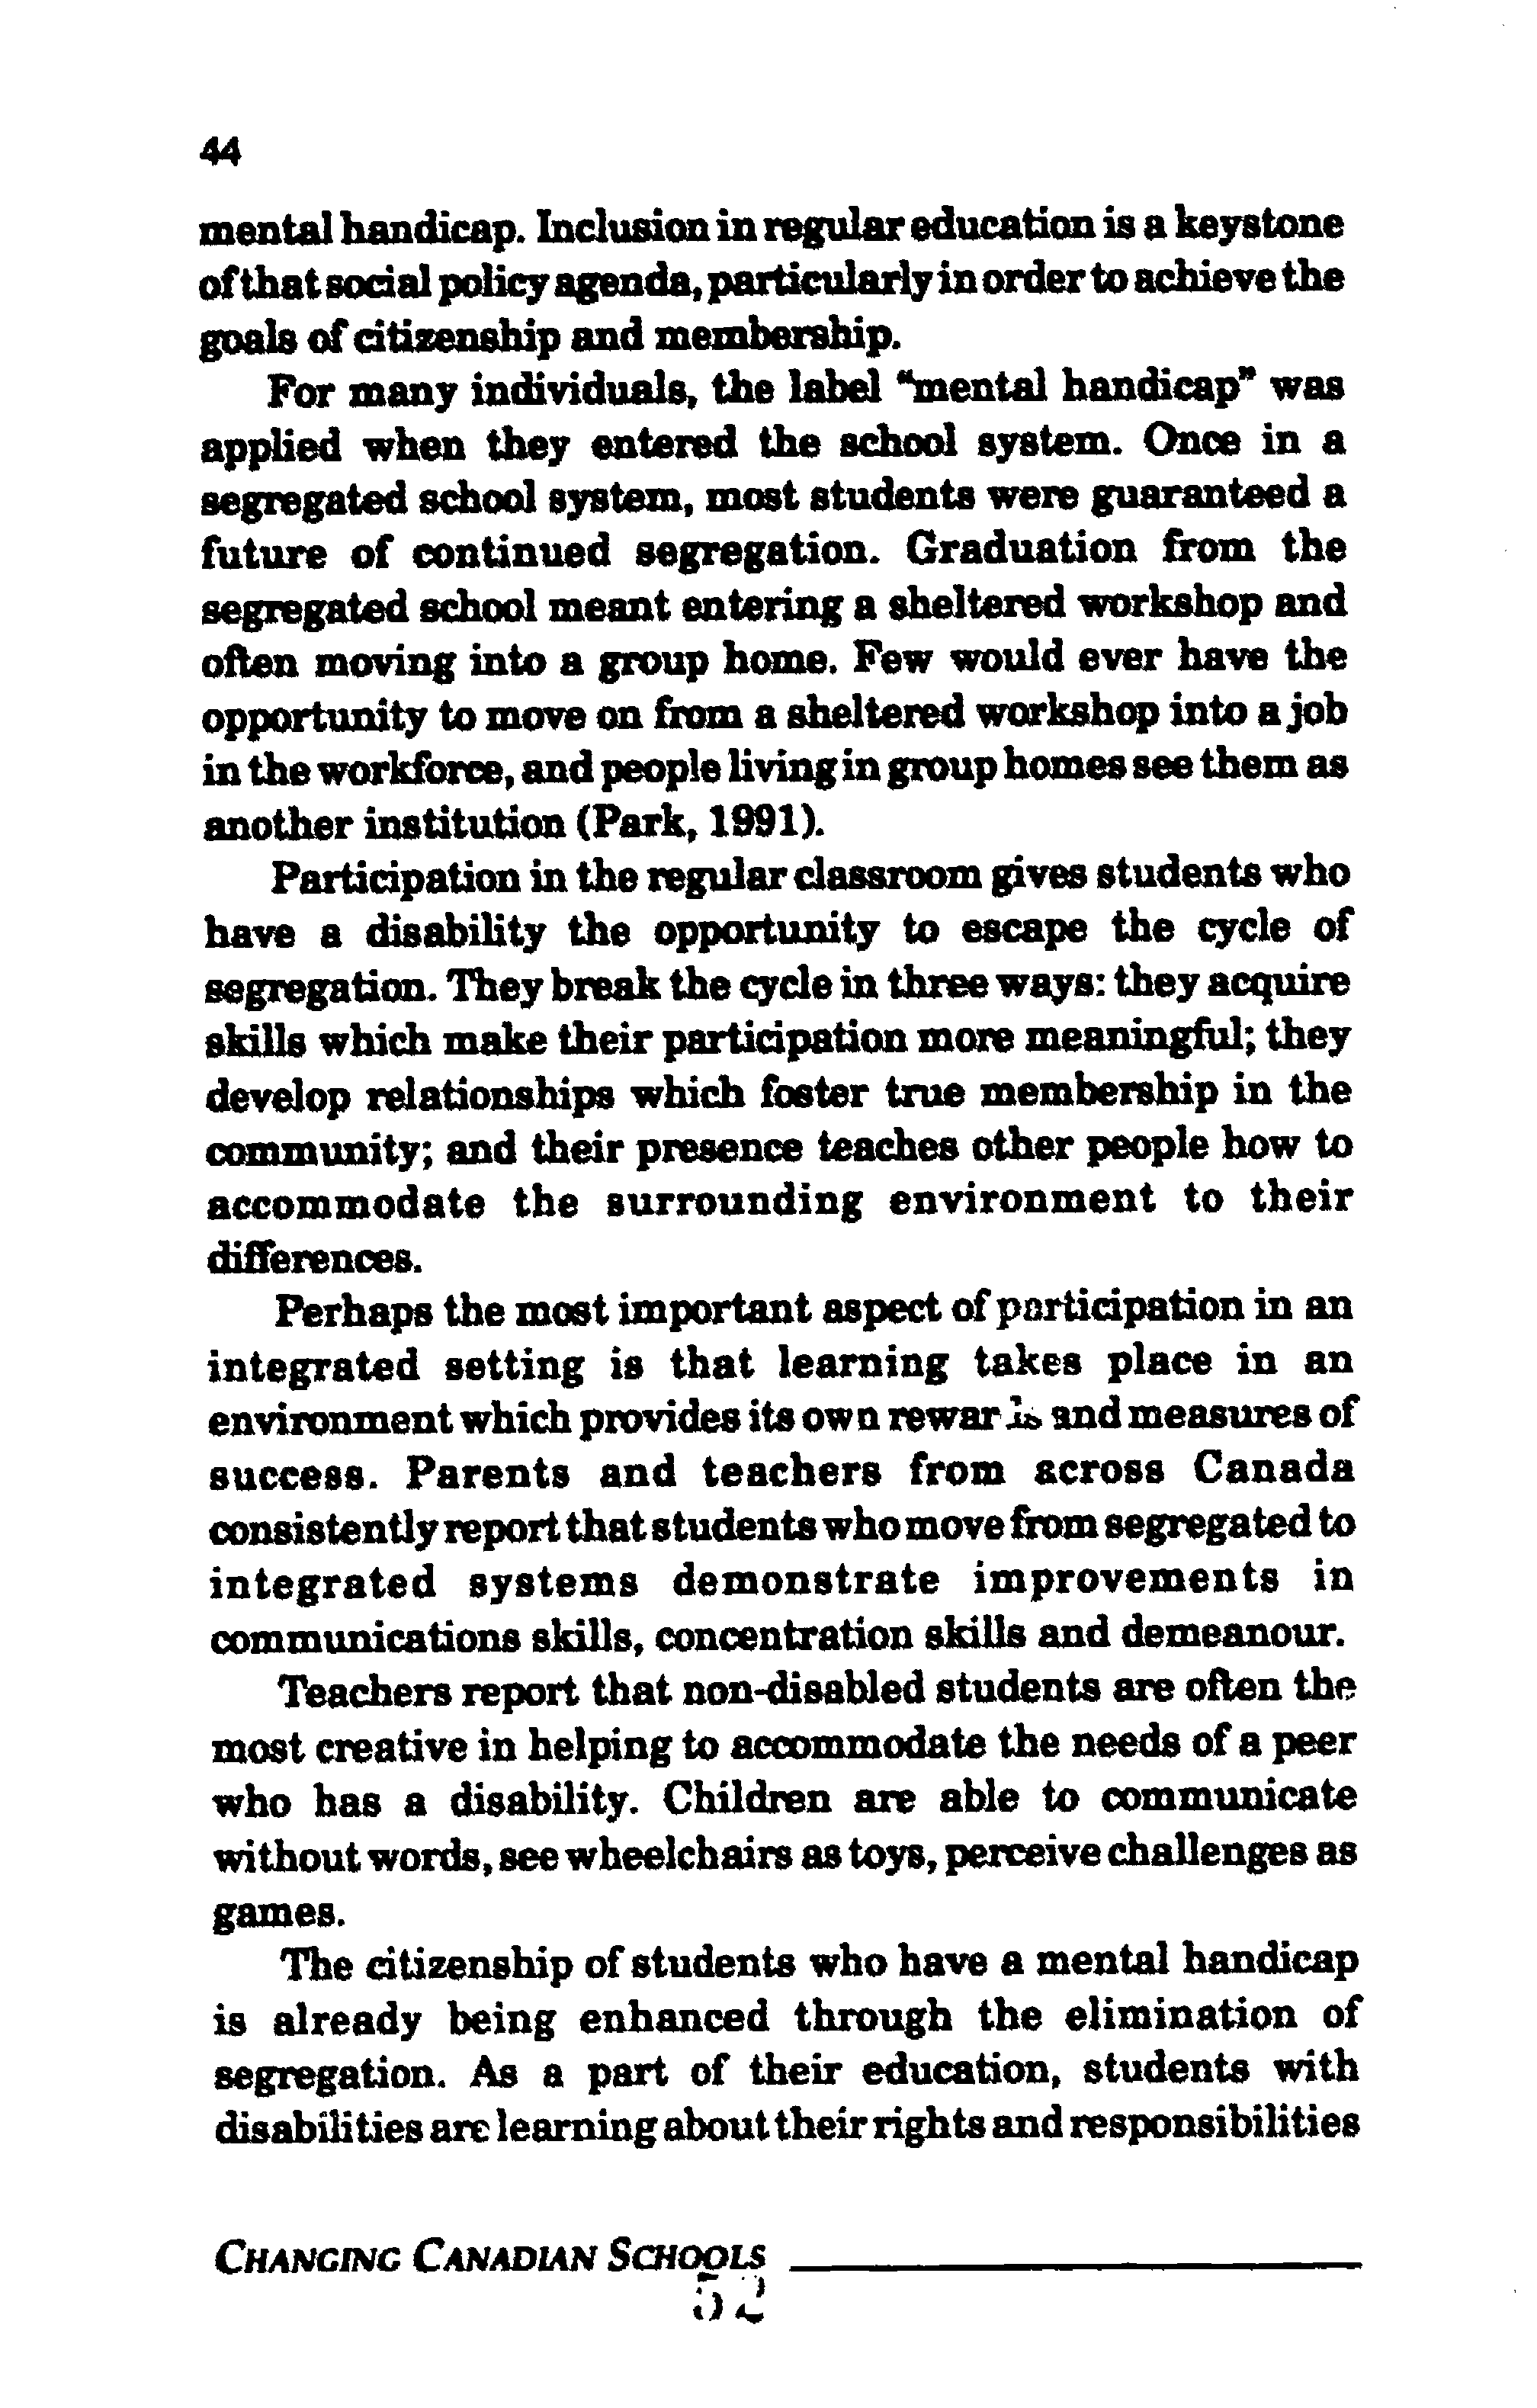 44
mental handicap. Inclusion in regular education is a keystone
of that social policy agenda, particularly in order to achieve the
goals of citizenship and membership.
For many individuals, the label "mental handicap" was
applied when they entered the school system. Once in a
segregated school system, most students were guaranteed a
future of continued segregation. Graduation from the
segregated school meant entering a sheltered workshop and
often moving into a group home. Few would ever have the
opportunity to move on from a sheltered workshop into a job
in the workforce, and people living in group homes see them as
another institution (Park, 1991).
Participation in the regular classroom gives students who
have a disability the opportunity to escape the cycle of
segregation. They break the cycle in three ways: they acquire
skills which make their participation more meaningful; they
develop relationships which foster true membership in the
community; and their presence teaches other people how to
accommodate the surrounding environment to their
differences.
Perhaps the most important aspect of participation in an
integrated setting is that learning takes place in an
environment which provides its own rewards and measures of
success. Parents and teachers from across Canada
consistently report that students who move from segregated to
integrated systems demonstrate improvements in
communications skills, concentration skills and demeanour.
Teachers report that non-disabled students are often the
most creative in helping to accommodate the needs of a peer
who has a disability. Children are able to communicate
without words, see wheelchairs as toys, perceive challenges as
games.
The citizenship of students who have a mental handicap
is already being enhanced through the elimination of
segregation. As a part of their education, students with
disabilities are learning about their rights and responsibilities
CHANGING CANADIAN SCHOOLS
52